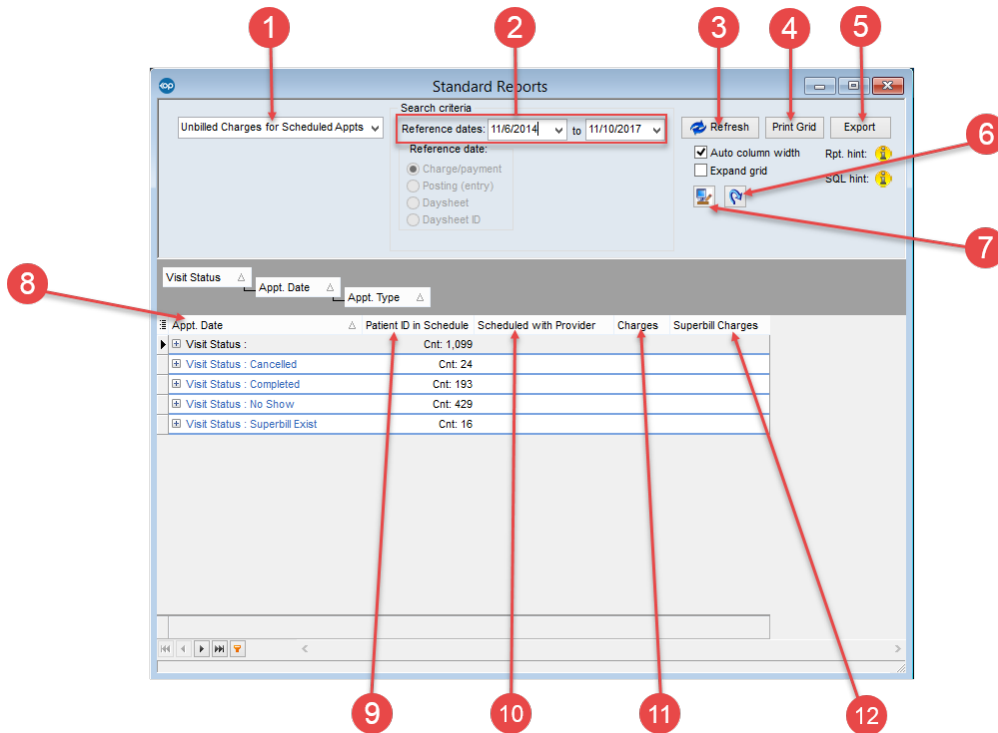 1
2
3
4
5
op
Standard Reports
Search criteria
Unbilled Charges for Scheduled Appts
Reference dates: 11/6/2014 to 11/10/2017
Refresh
Print Grid
Export
6
Reference date:
Auto column width
Rpt. hint:
Charge/payment
Expand grid
SQL hint:
Posting (entry)
Daysheet
Daysheet ID
7
8
Visit Status
Appt. Date
Appt. Type
Appt. Date Patient ID in Schedule Scheduled with Provider Charges Superbill Charges
Visit Status : Cnt: 1,099
Visit Status : Cancelled Cnt: 24
Visit Status : Completed Cnt: 193
Visit Status : No Show Cnt: 429
Visit Status : Superbill Exist Cnt: 16
9
10
11
12